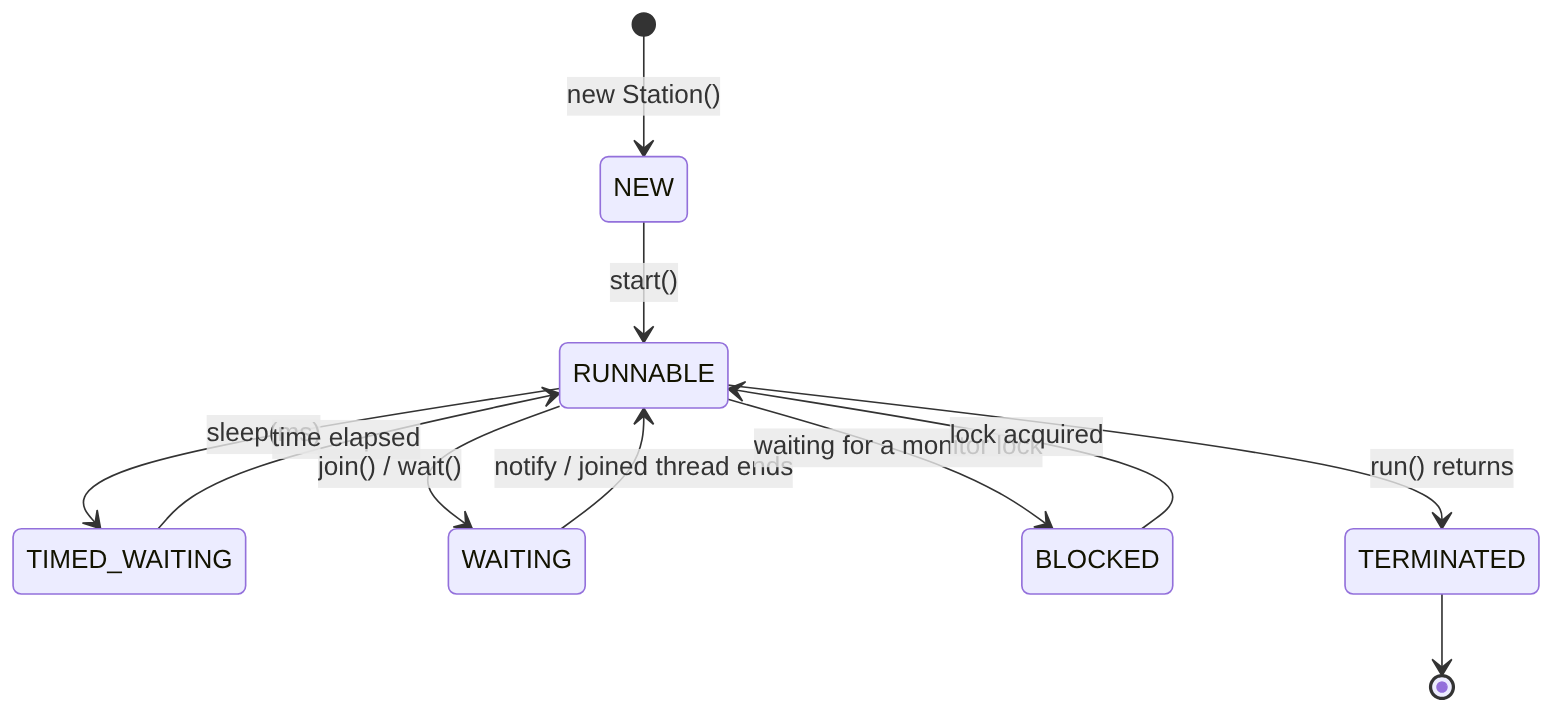 new Station()
NEW
start()
RUNNABLE
sleep(ms)
time elapsed
join() / wait()
notify / joined thread ends
waiting for a monitor lock
lock acquired
run() returns
TIMED_WAITING
WAITING
BLOCKED
TERMINATED